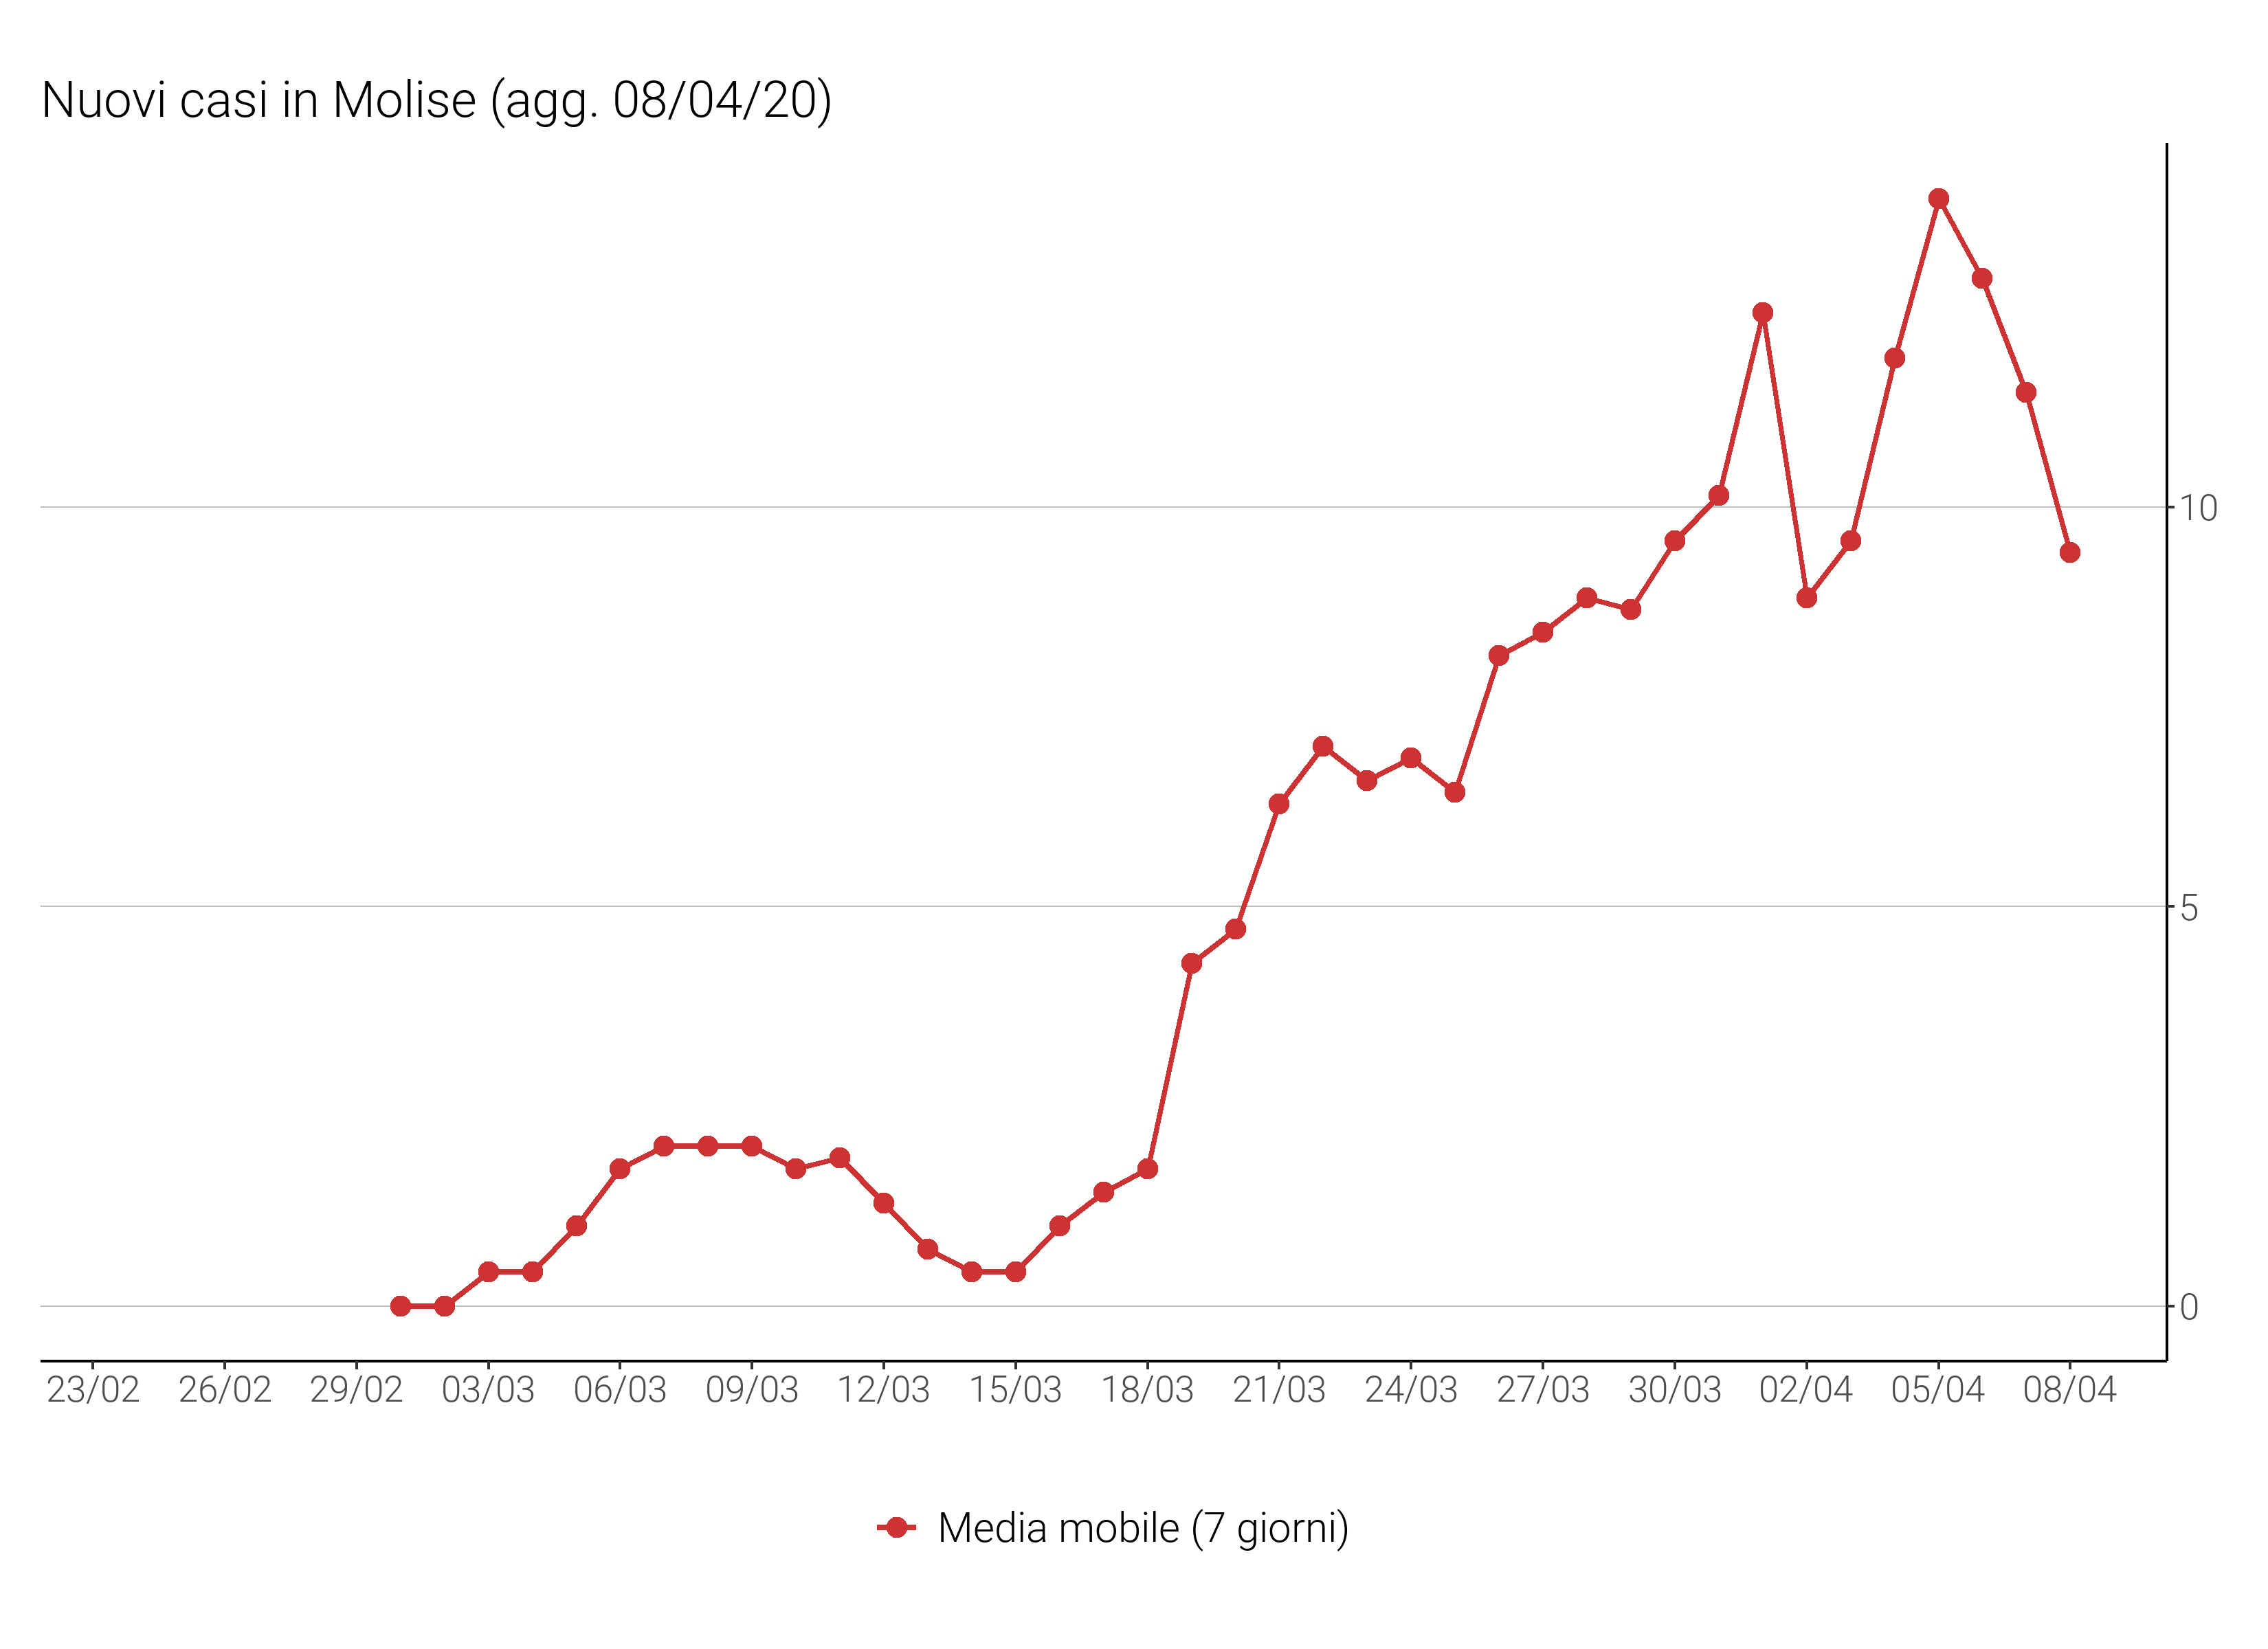 Nuovi casi in Molise (agg. 08/04/20)
10
5
0
23/02 26/02 29/02 03/03 06/03 09/03 12/03 15/03 18/03 21/03 24/03 27/03 30/03 02/04 05/04 08/04
Media mobile (7 giorni)